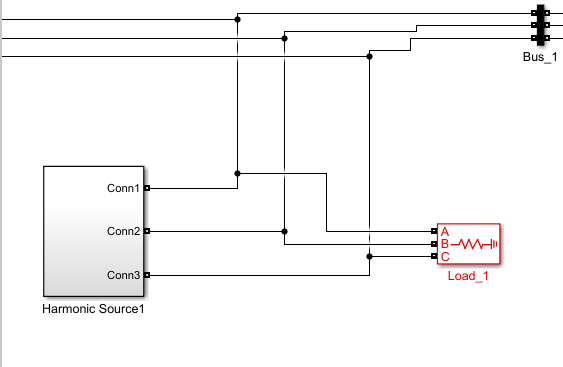 Bus_1
Conn1
Conn2
Conn3
A
B
C
Load_1
Harmonic Source1